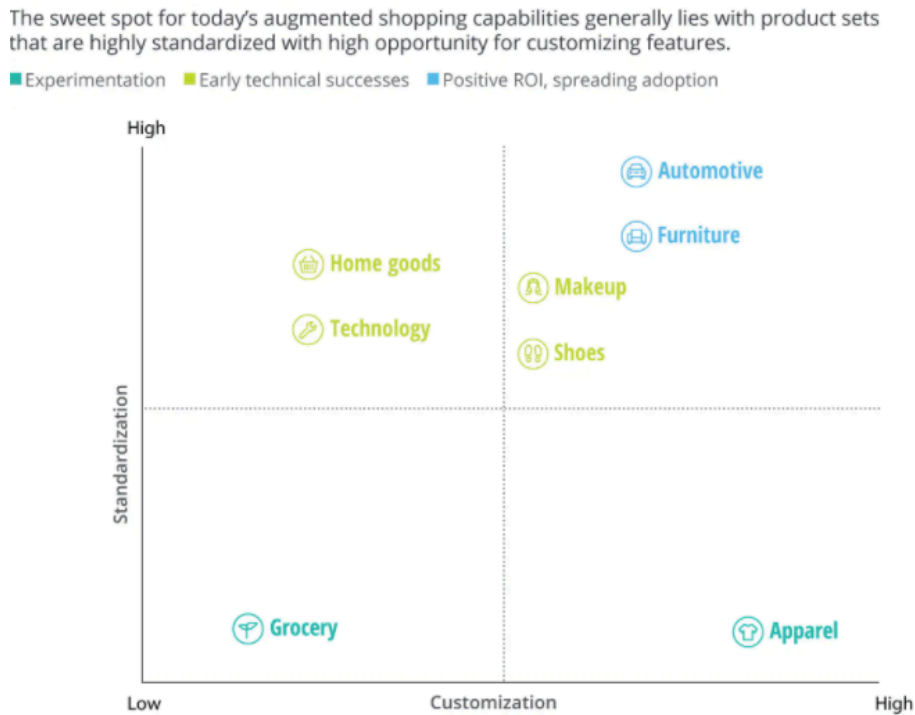 The sweet spot for today's augmented shopping capabilities generally lies with product sets
that are highly standardized with high opportunity for customizing features.
Experimentation Early technical successes Positive ROI, spreading adoption
High
Automotive
Furniture
Home goods
Makeup
Technology
Shoes
Standardization
Grocery
Apparel
Low Customization High